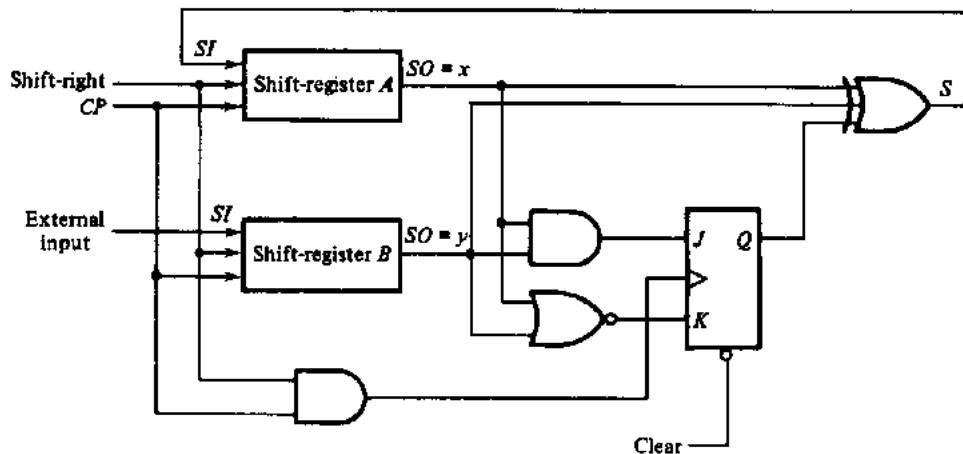 SI
Shift-right
CP
Shift-register A
SO = x
S
External
input
SI
Shift-register B
SO = y
J
Q
K
Clear